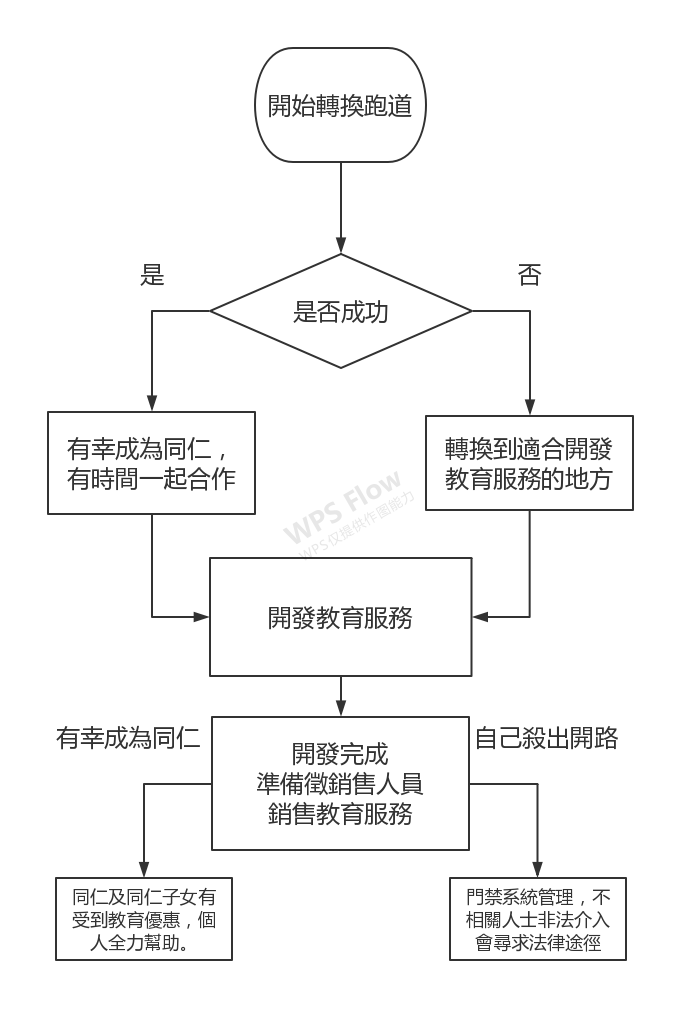 開始轉換跑道
是
否
是否成功
有幸成為同仁，
有時間一起合作
轉換到適合開發
教育服務的地方
WPS Flow
WPS仅提供作图能力
開發教育服務
有幸成為同仁
自己殺出開路
開發完成
準備徵銷售人員
銷售教育服務
同仁及同仁子女有
受到教育優惠，個
人全力幫助。
門禁系統管理，不
相關人士非法介入
會尋求法律途徑